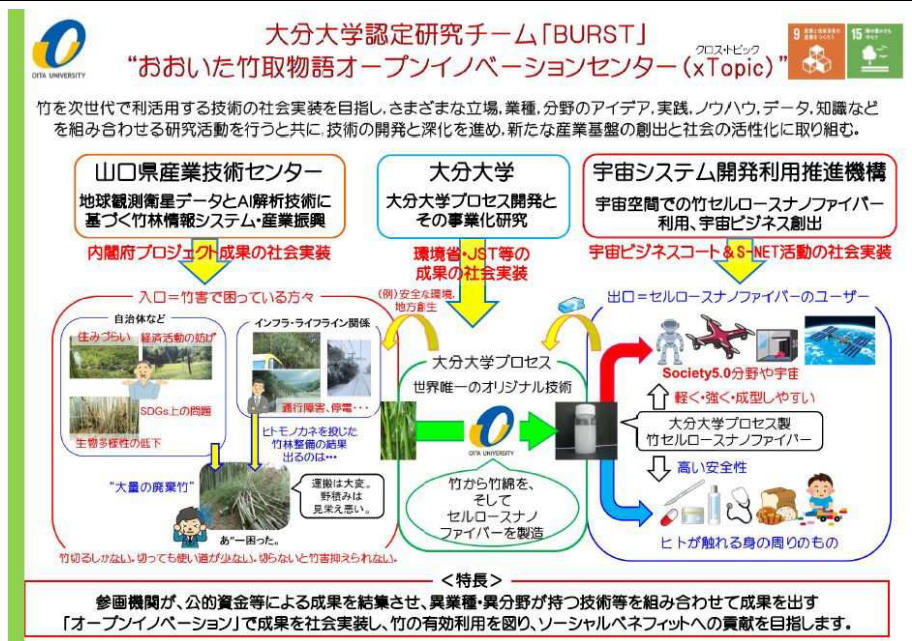 大分大学認定研究チーム「BURST」
クロス・トピック
“おおいた竹取物語オープンイノベーションセンター(xTopic)”
OITA UNIVERSITY
9
15
竹を次世代で利活用する技術の社会実装を目指し,さまざまな立場,業種,分野のアイデア,実践,ノウハウ,データ,知識など
を組み合わせる研究活動を行うと共に,技術の開発と深化を進め,新たな産業基盤の創出と社会の活性化に取り組む。
山口県産業技術センター
地球観測衛星データとAI解析技術に
基づく竹林情報システム・産業振興
大分大学
大分大学プロセス開発と
その事業化研究
宇宙システム開発利用推進機構
宇宙空間での竹セルロースナノファイバー
利用、宇宙ビジネス創出
内閣府プロジェクト成果の社会実装
環境省・JST等の
成果の社会実装
宇宙ビジネスコート&S-NET活動の社会実装
入口=竹害で困っている方々
自治体など
住みづらい 経済活動の妨げ
SDGs上の問題
生物多様性の低下
インフラ・ライフライン関係
通行障害、停電・・・
ヒトモノカネを投じた
竹林整備の結果
出るのは・・・
“大量の廃棄竹”
運搬は大変。
野積みは
見栄え悪い。
あ”ー困った。
竹切るしかない。切っても使い道が少ない。切らないと竹害抑えられない。
(例)安全な環境,
地方創生
大分大学プロセス
世界唯一のオリジナル技術
OITA UNIVERSITY
竹から竹綿を、
そして
セルロースナノ
ファイバーを製造
出口=セルロースナノファイバーのユーザー
Society5.0分野や宇宙
軽く・強く・成型しやすい
大分大学プロセス製
竹セルロースナノファイバー
高い安全性
ヒトが触れる身の周りのもの
<特長>
参画機関が、公的資金等による成果を結集させ、異業種・異分野が持つ技術等を組み合わせて成果を出す
「オープンイノベーション」で成果を社会実装し、竹の有効利用を図り、ソーシャルベネフィットへの貢献を目指します。